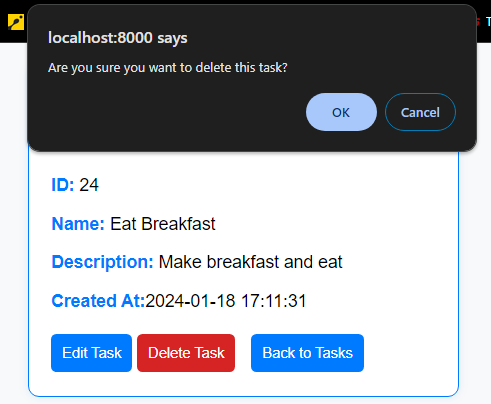 localhost:8000 says
Are you sure you want to delete this task?
OK
Cancel
ID: 24
Name: Eat Breakfast
Description: Make breakfast and eat
Created At:2024-01-18 17:11:31
Edit Task
Delete Task
Back to Tasks